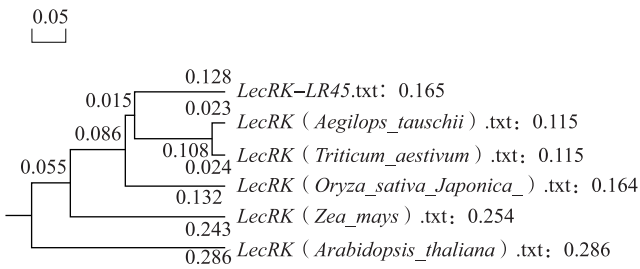 0.05
0.128
LecRK−LR45.txt：0.165
0.015
0.023
LecRK（Aegilops_tauschii）.txt：0.115
0.086
0.108
LecRK（Triticum_aestivum）.txt：0.115
0.024
0.055
LecRK（Oryza_sativa_Japonica_）.txt：0.164
0.132
LecRK（Zea_mays）.txt：0.254
0.243
LecRK（Arabidopsis_thaliana）.txt：0.286
0.286